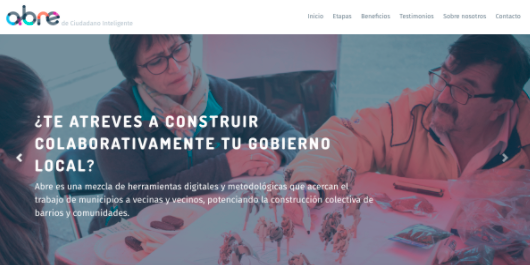 abre de Ciudadanía Inteligente
Inicio Etapas Beneficios Testimonios Sobre nosotros Contacto
¿TE ATREVES A CONSTRUIR
COLABORATIVAMENTE TU GOBIERNO
LOCAL?
Abre es una mezcla de herramientas digitales y metodológicas que acercan el
trabajo de municipios a vecinas y vecinos, potenciando la construcción colectiva de
barrios y comunidades.